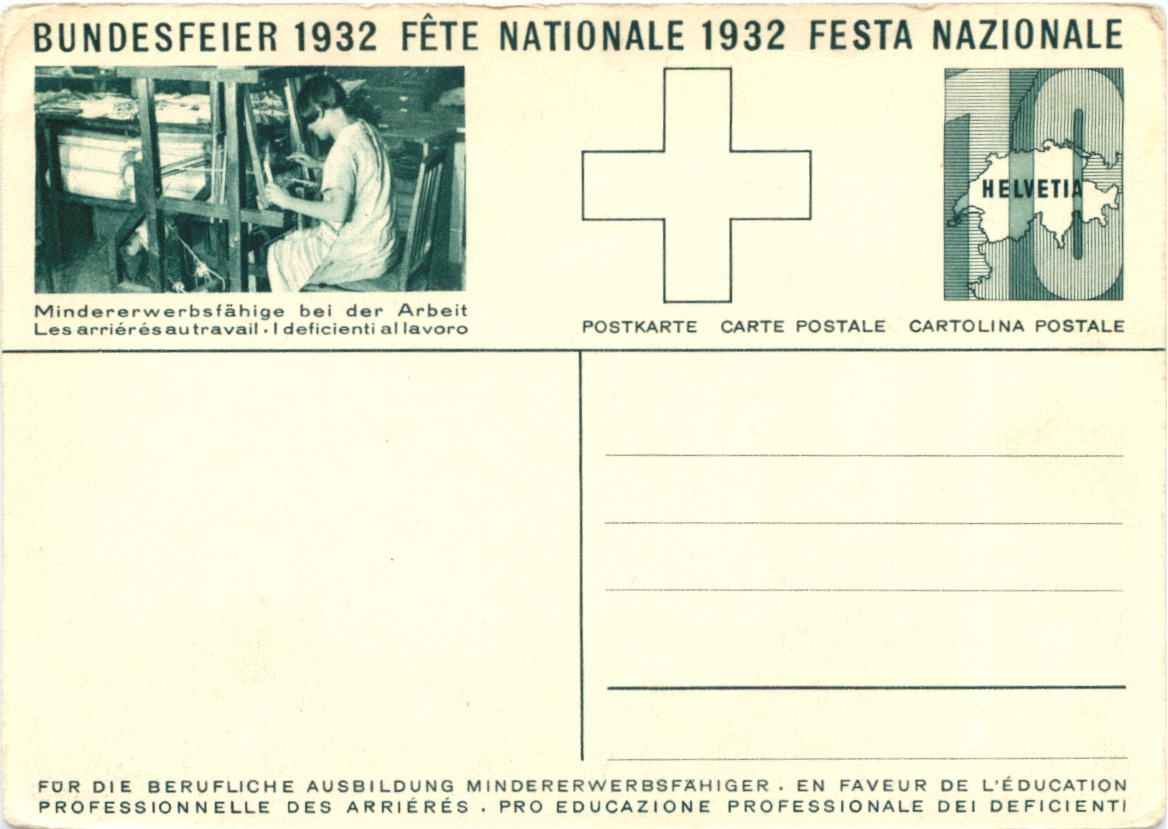 BUNDESFEIER 1932 FÊTE NATIONALE 1932 FESTA NAZIONALE
10
HELVETIA
Mindererwerbsfähige bei der Arbeit
Les arriérés au travail · I deficienti al lavoro
POSTKARTE CARTE POSTALE CARTOLINA POSTALE
FÜR DIE BERUFLICHE AUSBILDUNG MINDERERWERBSFÄHIGER · EN FAVEUR DE L'ÉDUCATION
PROFESSIONNELLE DES ARRIÉRÉS · PRO EDUCAZIONE PROFESSIONALE DEI DEFICIENTI